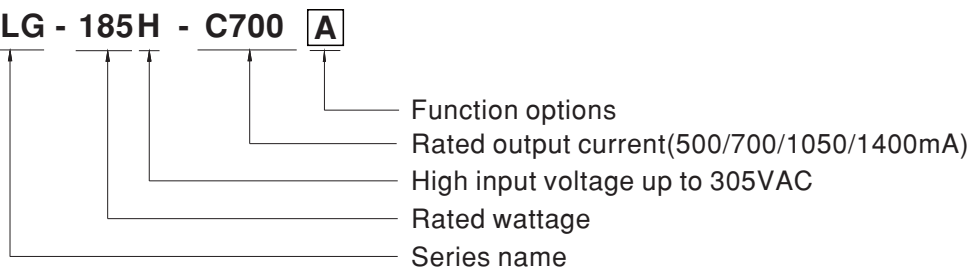 LG - 185H - C700 A
Function options
Rated output current(500/700/1050/1400mA)
High input voltage up to 305VAC
Rated wattage
Series name